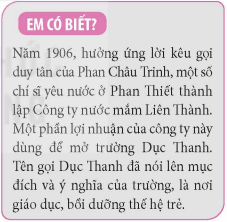 EM CÓ BIẾT?
Năm 1906, hưởng ứng lời kêu gọi
duy tân của Phan Châu Trinh, một số
chí sĩ yêu nước ở Phan Thiết thành
lập Công ty nước mắm Liên Thành.
Một phần lợi nhuận của công ty này
dùng để mở trường Dục Thanh.
Tên gọi Dục Thanh đã nói lên mục
đích và ý nghĩa của trường, là nơi
giáo dục, bồi dưỡng thế hệ trẻ.